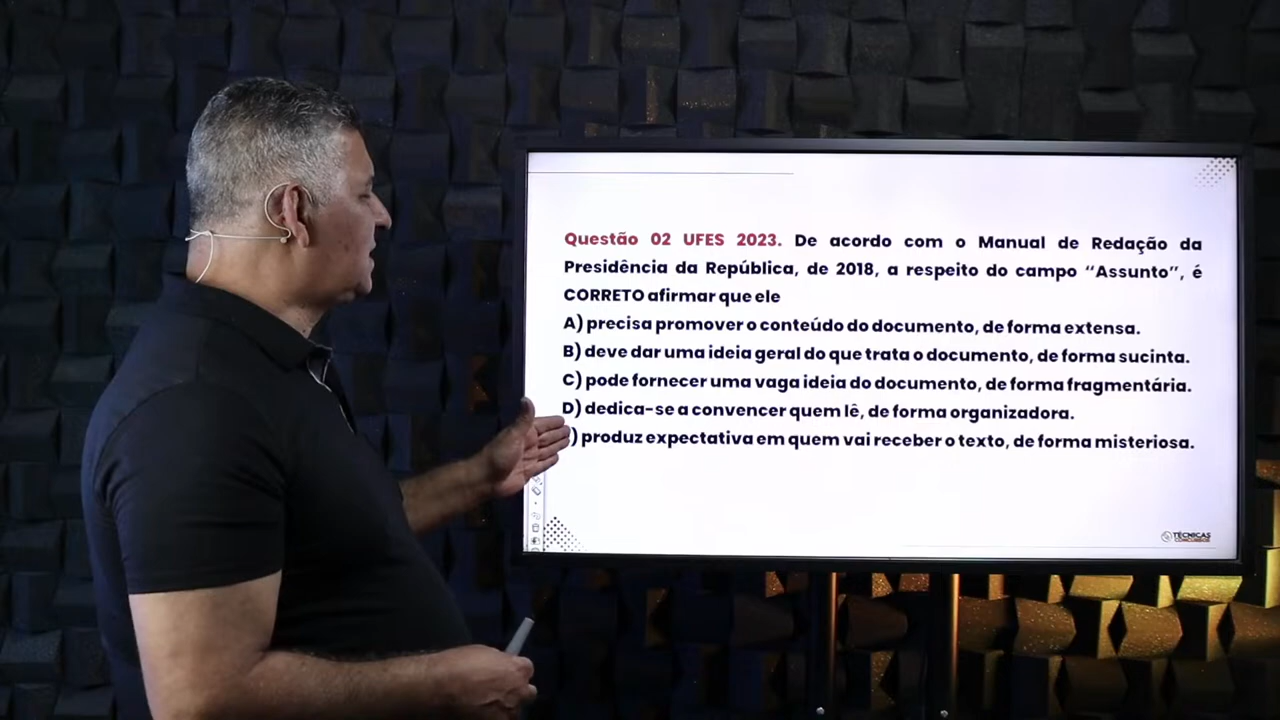 Questão 02 UFES 2023. De acordo com o Manual de Redação da
Presidência da República, de 2018, a respeito do campo “Assunto”, é
CORRETO afirmar que ele
A) precisa promover o conteúdo do documento, de forma extensa.
B) deve dar uma ideia geral do que trata o documento, de forma sucinta.
C) pode fornecer uma vaga ideia do documento, de forma fragmentária.
D) dedica-se a convencer quem lê, de forma organizadora.
) produz expectativa em quem vai receber o texto, de forma misteriosa.
TÉCNICAS
CONCURSOS